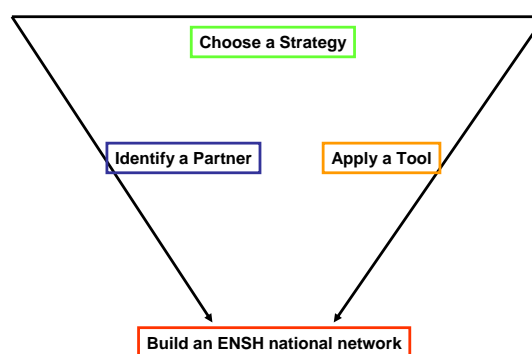 Choose a Strategy
Identify a Partner
Apply a Tool
Build an ENSH national network